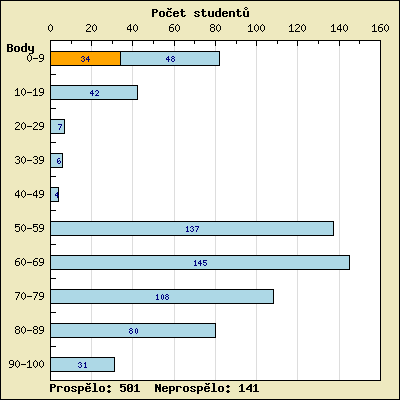 Počet studentů
0 20 40 60 80 100 120 140 160
Body
0-9 34 48
10-19 42
20-29 7
30-39 6
40-49 4
50-59 137
60-69 145
70-79 108
80-89 80
90-100 31
Prospělo: 501 Neprospělo: 141